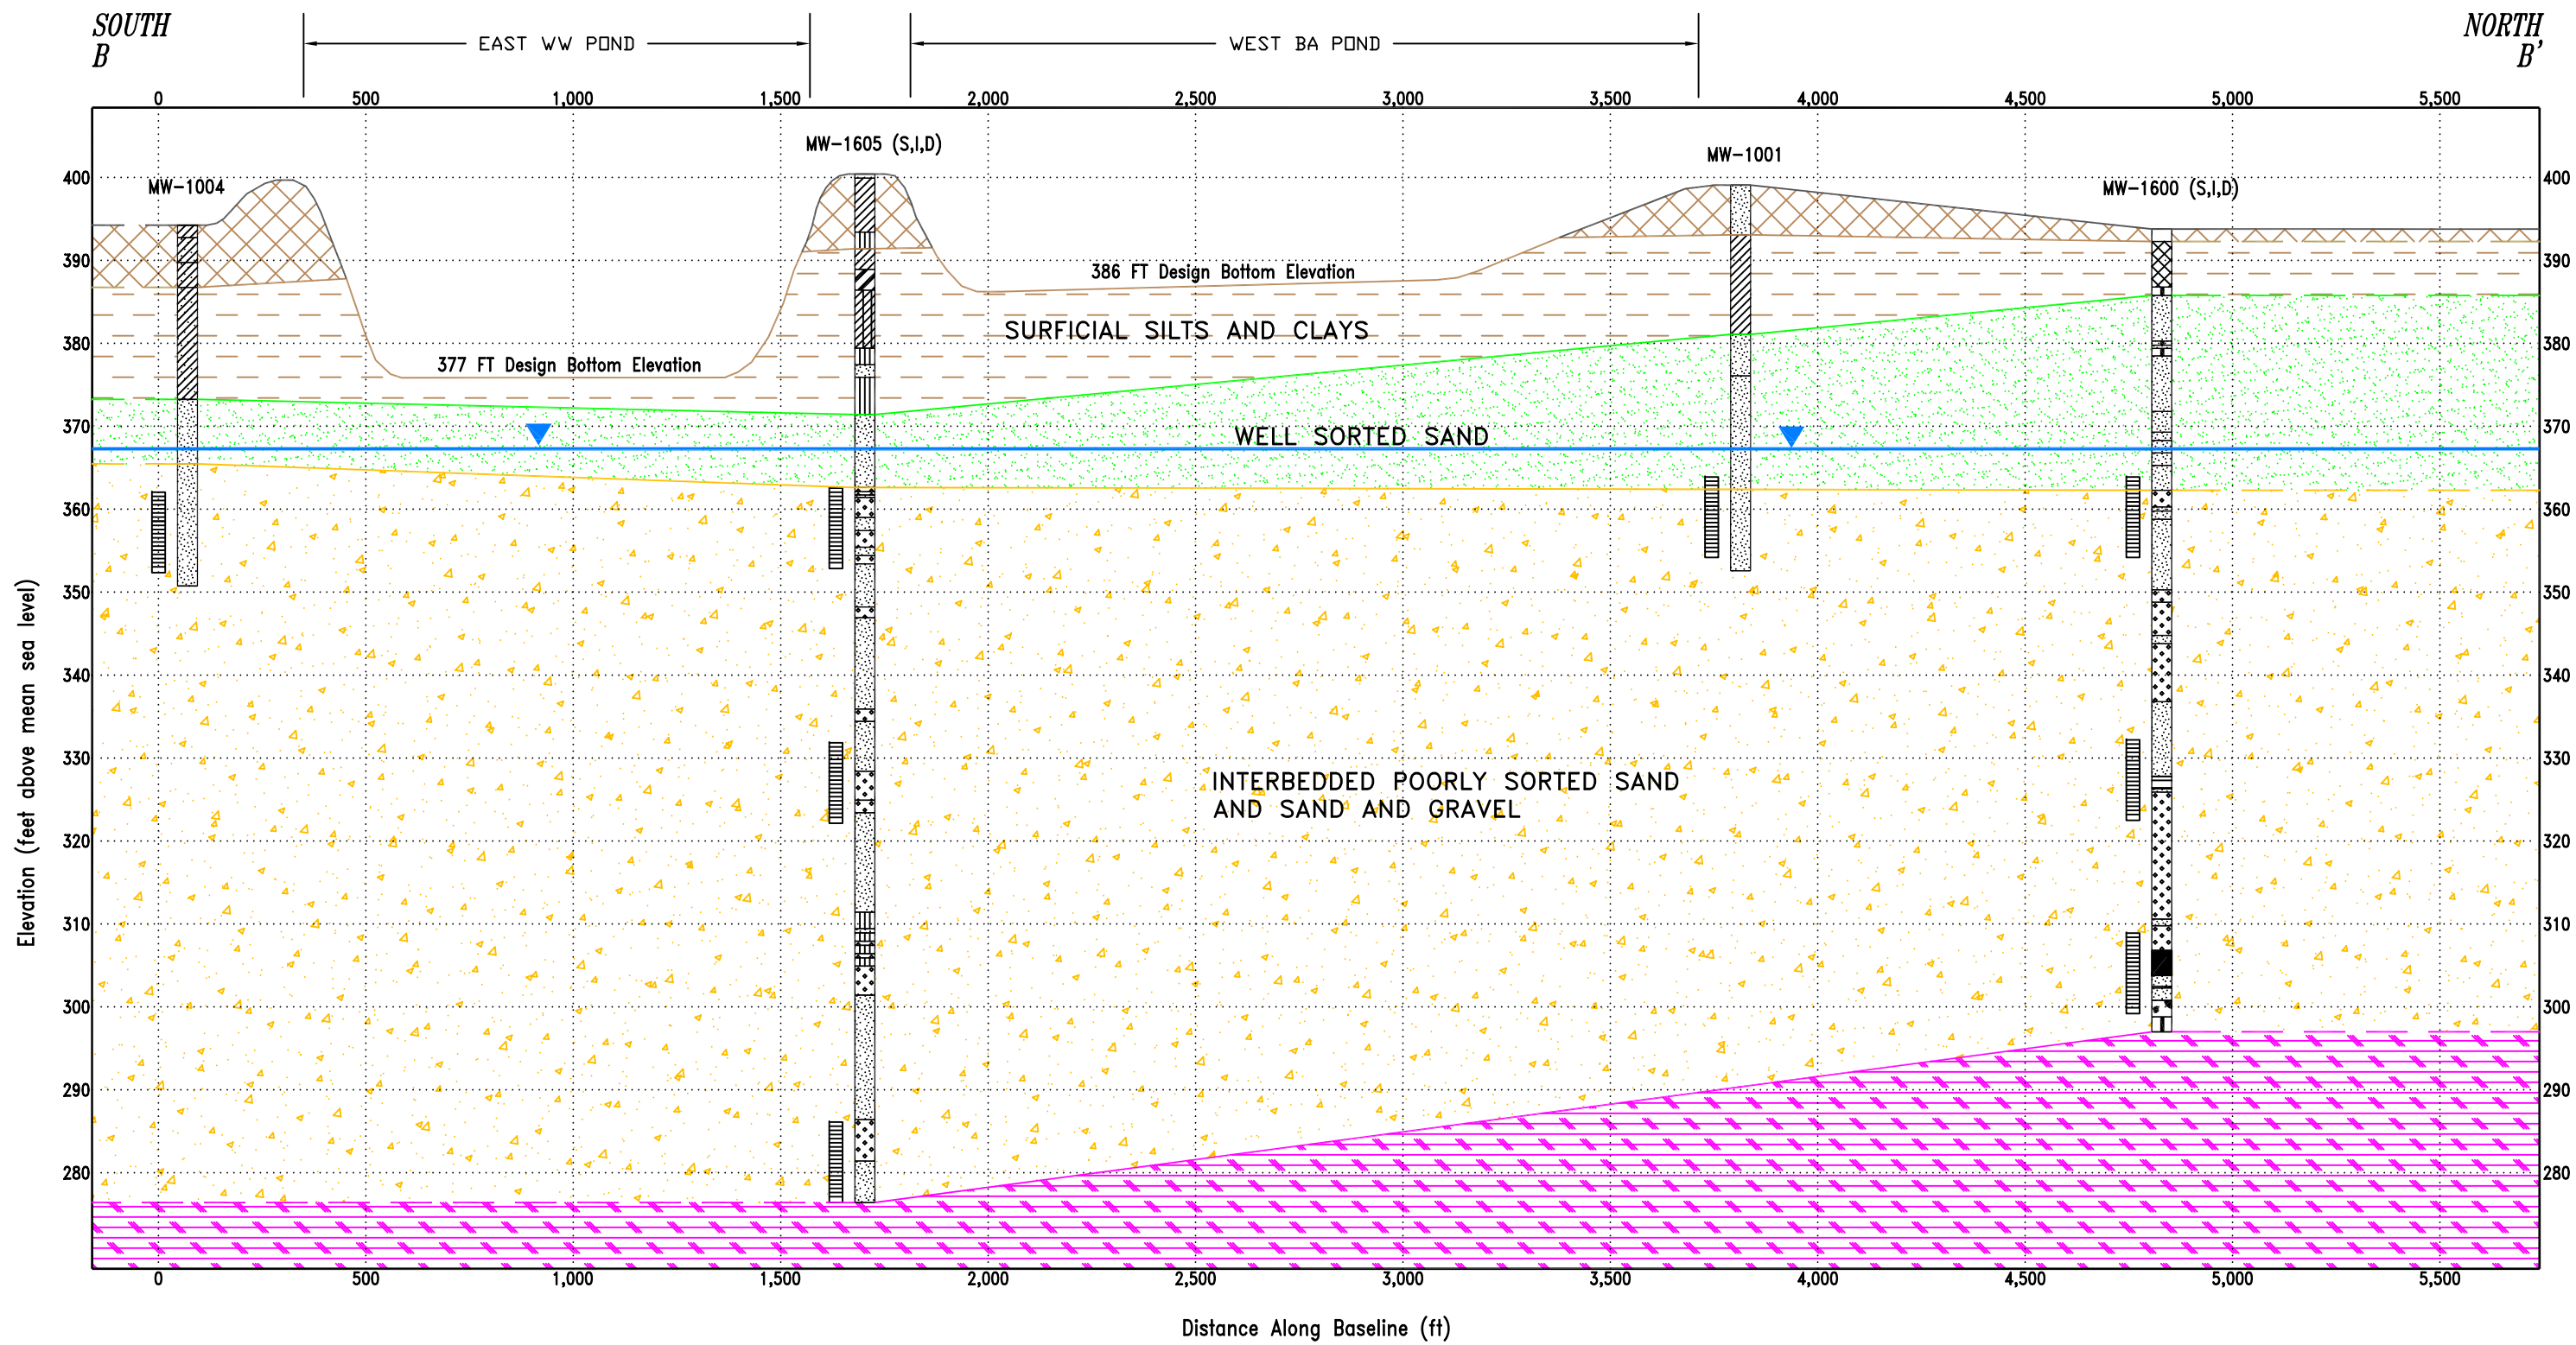 SOUTH
B
EAST WW POND
WEST BA POND
NORTH
B'
0 500 1,000 1,500 2,000 2,500 3,000 3,500 4,000 4,500 5,000 5,500
MW-1605 (S,I,D)
MW-1001
MW-1004
MW-1600 (S,I,D)
400 400
390 390
386 FT Design Bottom Elevation
SURFICIAL SILTS AND CLAYS
380 380
377 FT Design Bottom Elevation
370 370
WELL SORTED SAND
360 360
350 350
340 340
330 330
INTERBEDDED POORLY SORTED SAND
AND SAND AND GRAVEL
320 320
310 310
300 300
290 290
280 280
Elevation (feet above mean sea level)
0 500 1,000 1,500 2,000 2,500 3,000 3,500 4,000 4,500 5,000 5,500
Distance Along Baseline (ft)